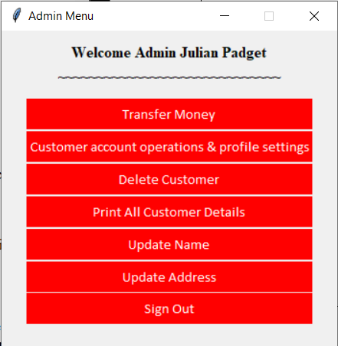 Admin Menu
Welcome Admin Julian Padget
~~~~~~~~~~~~~~~~~~~~~~~~~~~~
Transfer Money
Customer account operations & profile settings
Delete Customer
Print All Customer Details
Update Name
Update Address
Sign Out